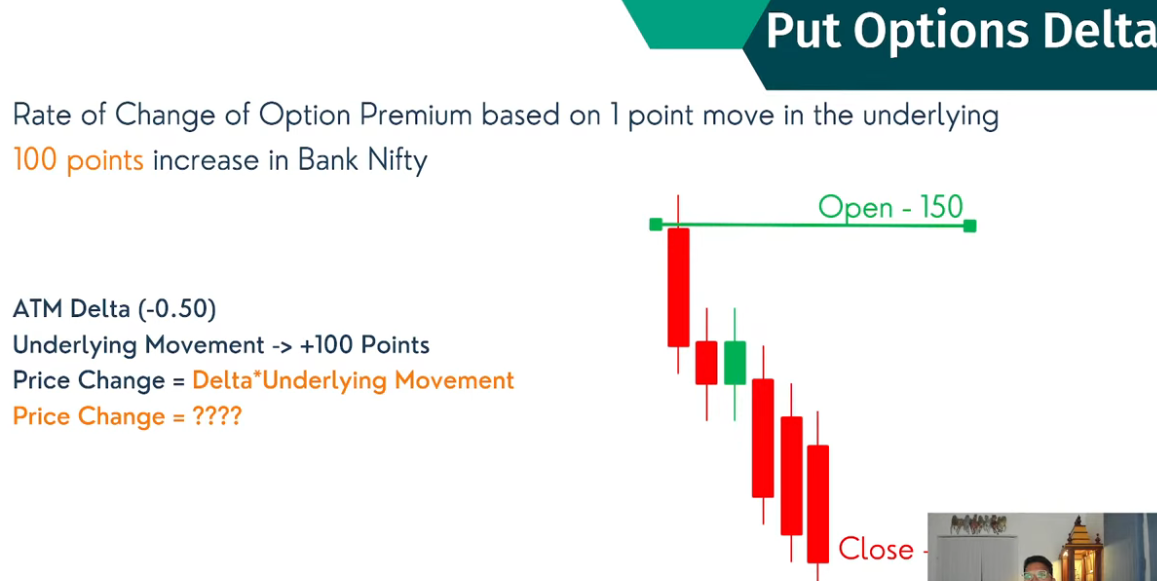 Put Options Delta
Rate of Change of Option Premium based on 1 point move in the underlying
100 points increase in Bank Nifty
Open - 150
ATM Delta (-0.50)
Underlying Movement -> +100 Points
Price Change = Delta*Underlying Movement
Price Change = ????
Close -